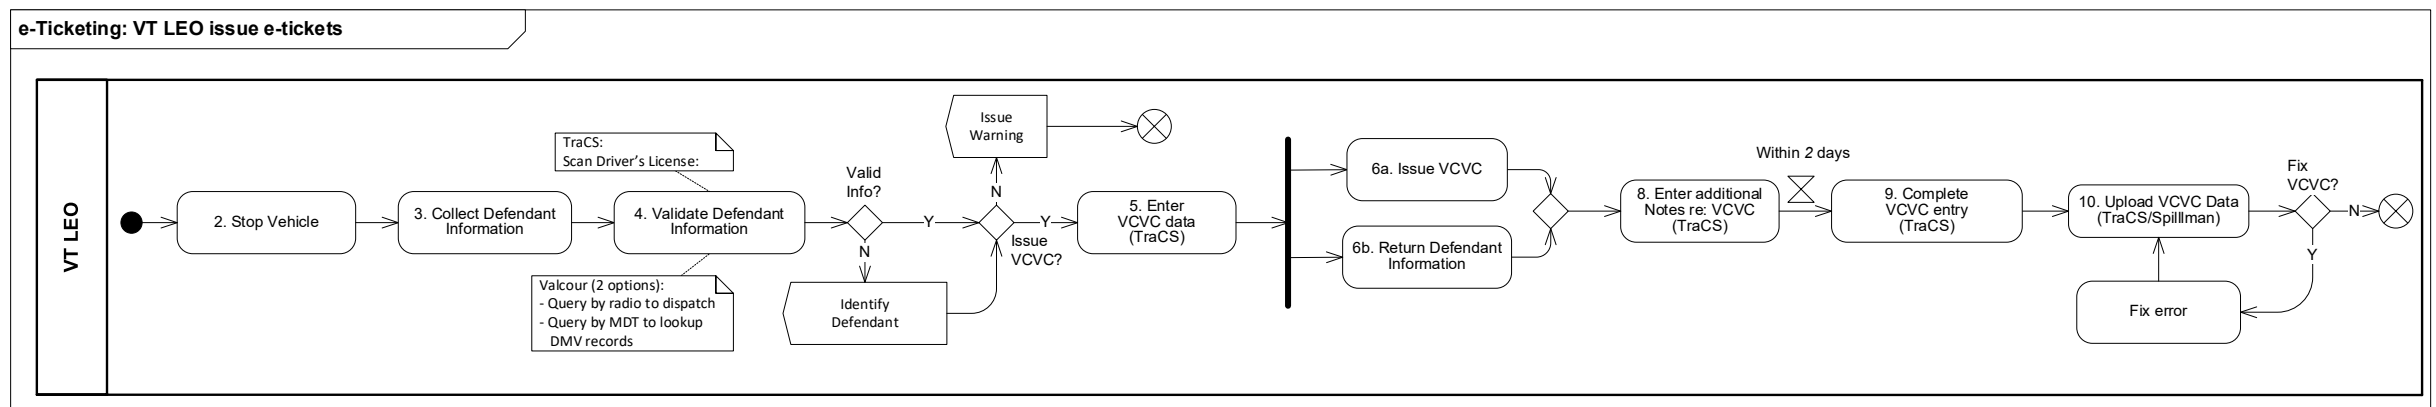 e-Ticketing: VT LEO issue e-tickets
VT LEO
2. Stop Vehicle
3. Collect Defendant
Information
TraCS:
Scan Driver's License:
4. Validate Defendant
Information
Valcour (2 options):
- Query by radio to dispatch
- Query by MDT to lookup
DMV records
Valid
Info?
Y
N
Identify
Defendant
Issue
Warning
N
Issue
VCVC?
Y
5. Enter
VCVC data
(TraCS)
6a. Issue VCVC
6b. Return Defendant
Information
8. Enter additional
Notes re: VCVC
(TraCS)
Within 2 days
9. Complete
VCVC entry
(TraCS)
10. Upload VCVC Data
(TraCS/Spilllman)
Fix
VCVC?
N
Y
Fix error